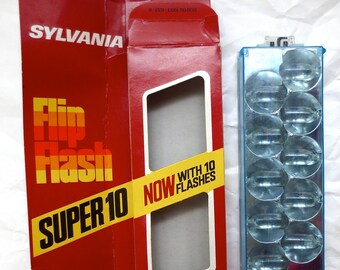 SYLVANIA
Flip
Flash
SUPER 10
NOW WITH 10
FLASHES